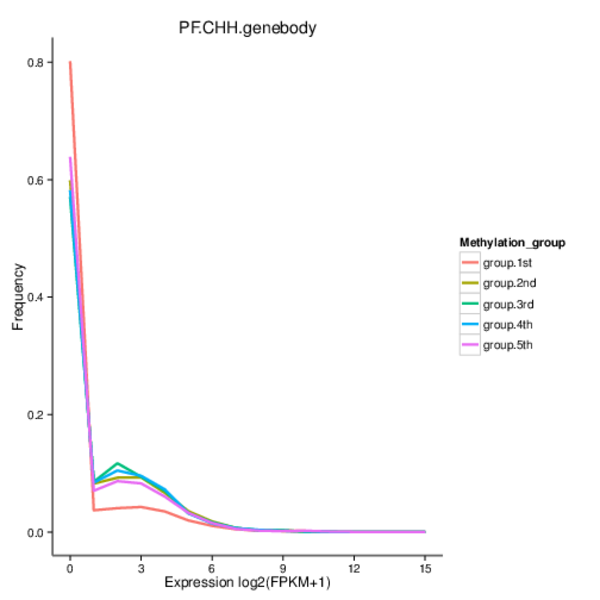 PF.CHH.genebody
0.8
0.6
0.4
0.2
0.0
Frequency
0
3
6
9
12
15
Expression log2(FPKM+1)
Methylation_group
group.1st
group.2nd
group.3rd
group.4th
group.5th